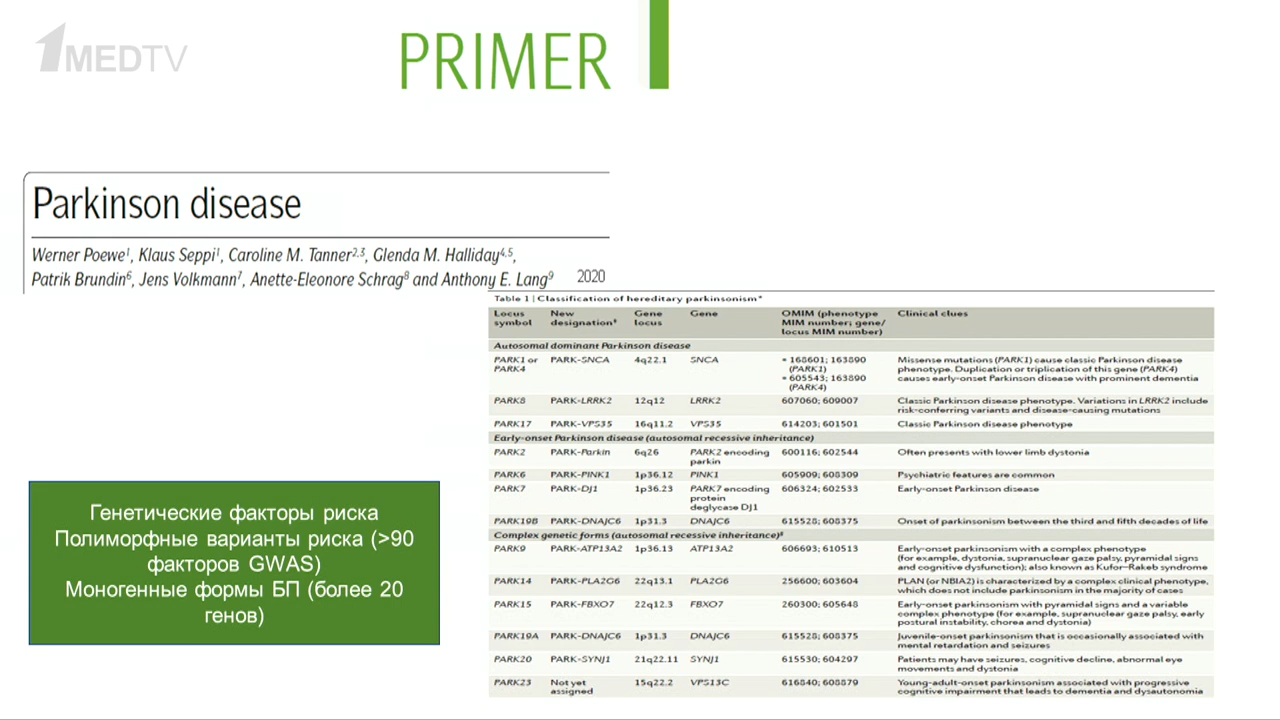 1MEDTV
PRIMER
Parkinson disease
Werner Poewe1, Klaus Seppi1, Caroline M. Tanner2,3, Glenda M. Halliday4,5,
Patrik Brundin6, Jens Volkmann7, Anette-Eleonore Schrag8 and Anthony E. Lang9
2020
Table 1 | Classification of hereditary parkinsonism*
Locus symbol New designation‡ Gene locus Gene OMIM (phenotype MIM number; gene/locus MIM number) Clinical clues
Autosomal dominant Parkinson disease
PARK1 or PARK4 PARK-SNCA 4q22.1 SNCA • 168601; 163890 (PARK1) • 605543; 163890 (PARK4) Missense mutations (PARK1) cause classic Parkinson disease phenotype. Duplication or triplication of this gene (PARK4) causes early-onset Parkinson disease with prominent dementia
PARK8 PARK-LRRK2 12q12 LRRK2 607060; 609007 Classic Parkinson disease phenotype. Variations in LRRK2 include risk-conferring variants and disease-causing mutations
PARK17 PARK-VPS35 16q11.2 VPS35 614203; 601501 Classic Parkinson disease phenotype
Early-onset Parkinson disease (autosomal recessive inheritance)
PARK2 PARK-Parkin 6q26 PARK2 encoding parkin 600116; 602544 Often presents with lower limb dystonia
PARK6 PARK-PINK1 1p36.12 PINK1 605909; 608309 Psychiatric features are common
PARK7 PARK-DJ1 1p36.23 PARK7 encoding protein deglycase DJ1 606324; 602533 Early-onset Parkinson disease
PARK19B PARK-DNAJC6 1p31.3 DNAJC6 615528; 608375 Onset of parkinsonism between the third and fifth decades of life
Complex genetic forms (autosomal recessive inheritance)§
PARK9 PARK-ATP13A2 1p36.13 ATP13A2 606693; 610513 Early-onset parkinsonism with a complex phenotype (for example, dystonia, supranuclear gaze palsy, pyramidal signs and cognitive dysfunction); also known as Kufor–Rakeb syndrome
PARK14 PARK-PLA2G6 22q13.1 PLA2G6 256600; 603604 PLAN (or NBIA2) is characterized by a complex clinical phenotype, which does not include parkinsonism in the majority of cases
PARK15 PARK-FBXO7 22q12.3 FBXO7 260300; 605648 Early-onset parkinsonism with pyramidal signs and a variable complex phenotype (for example, supranuclear gaze palsy, early postural instability, chorea and dystonia)
PARK19A PARK-DNAJC6 1p31.3 DNAJC6 615528; 608375 Juvenile-onset parkinsonism that is occasionally associated with mental retardation and seizures
PARK20 PARK-SYNJ1 21q22.11 SYNJ1 615530; 604297 Patients may have seizures, cognitive decline, abnormal eye movements and dystonia
PARK23 Not yet assigned 15q22.2 VPS13C 616840; 608879 Young-adult-onset parkinsonism associated with progressive cognitive impairment that leads to dementia and dysautonomia
Генетические факторы риска
Полиморфные варианты риска (>90
факторов GWAS)
Моногенные формы БП (более 20
генов)